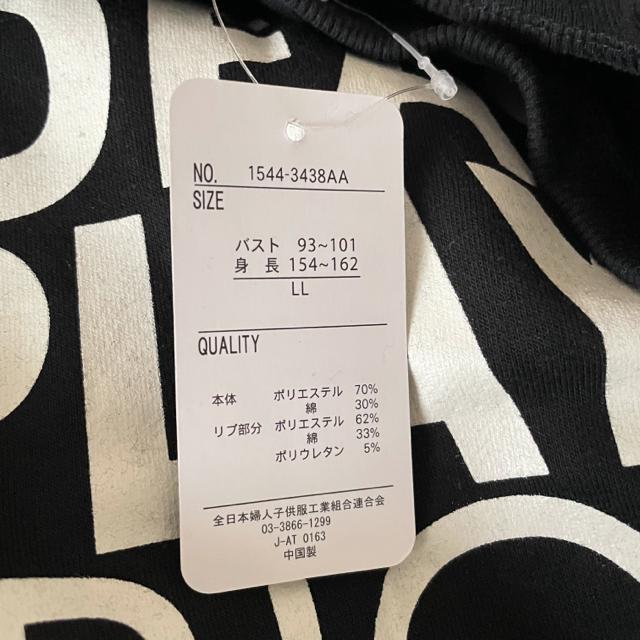 NO. 1544-3438AA
SIZE
バスト 93~101
身 長 154~162
LL
QUALITY
本体 ポリエステル 70%
綿 30%
リブ部分 ポリエステル 62%
綿 33%
ポリウレタン 5%
全日本婦人子供服工業組合連合会
03-3866-1299
J-AT 0163
中国製